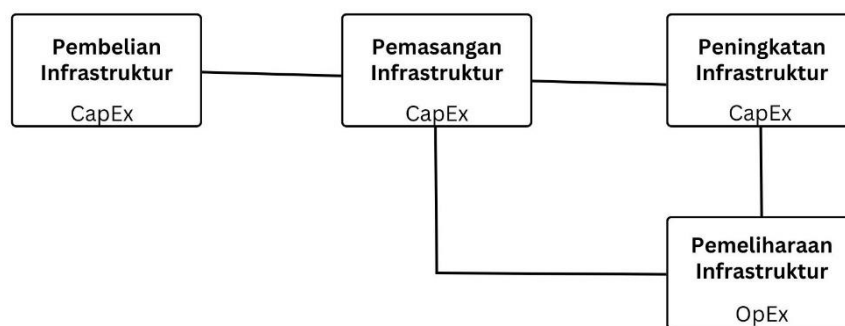 Pembelian
Infrastruktur
CapEx
Pemasangan
Infrastruktur
CapEx
Peningkatan
Infrastruktur
CapEx
Pemeliharaan
Infrastruktur
OpEx